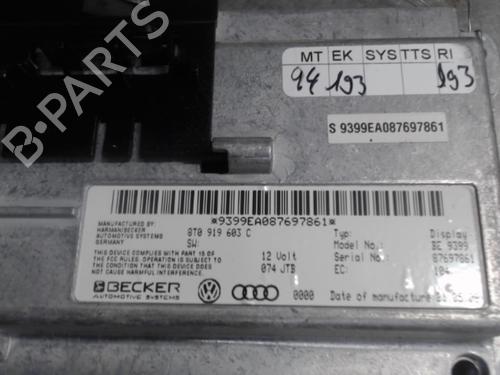 B-PARTS
MT EK SYS TTS RI
94 193 193
S 9399EA087697861
*9399EA087697861*
MANUFACTURED BY:
HARMAN/BECKER
AUTOMOTIVE SYSTEMS
GERMANY
8T0 919 603 C
SW:
Typ: Display
Model No.: BE 9399
THIS DEVICE COMPLIES WITH PART 15 OF
THE FCC RULES. OPERATION IS SUBJECT TO
THE CONDITION THAT THIS DEVICE DOES
NOT CAUSE HARMFUL INTERFERENCE.
12 Volt
074 JTB
Serial No.: 87697861
EC: 104
BECKER
AUTOMOTIVE SYSTEMS
0000
Date of manufacture